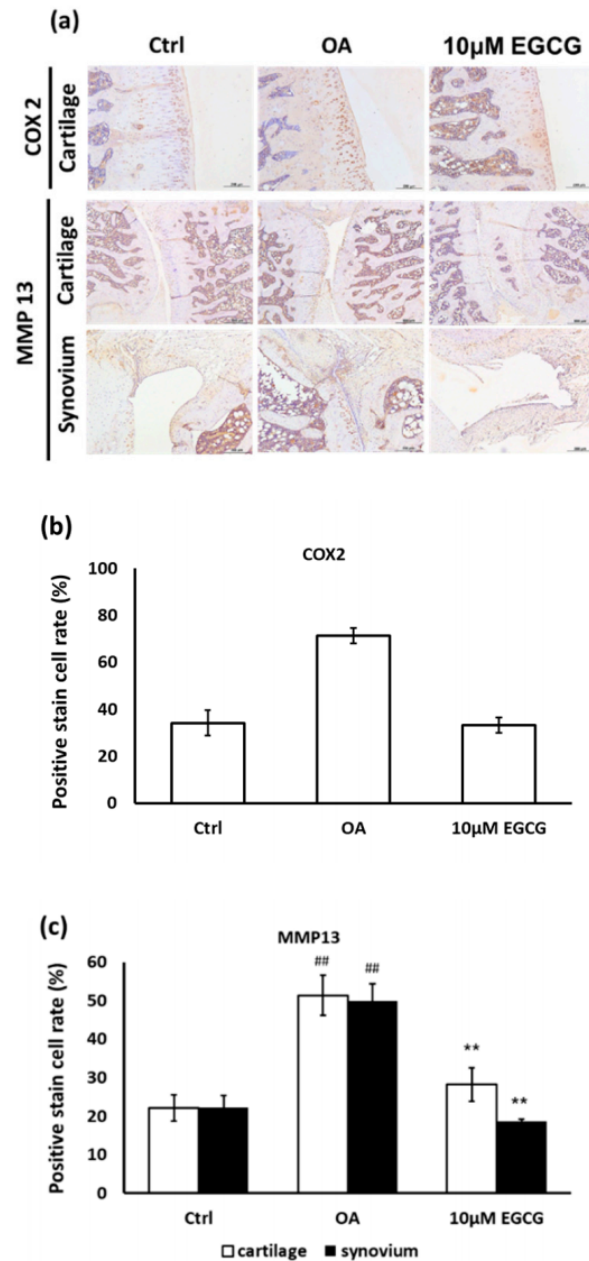 (a)
Ctrl OA 10μM EGCG
COX 2
Cartilage
MMP 13
Cartilage
Synovium
(b)
COX2
Positive stain cell rate (%)
100
80
60
40
20
0
Ctrl OA 10μM EGCG
(c)
MMP13
Positive stain cell rate (%)
60
50
40
30
20
10
0
## ##
** **
Ctrl OA 10μM EGCG
cartilage synovium